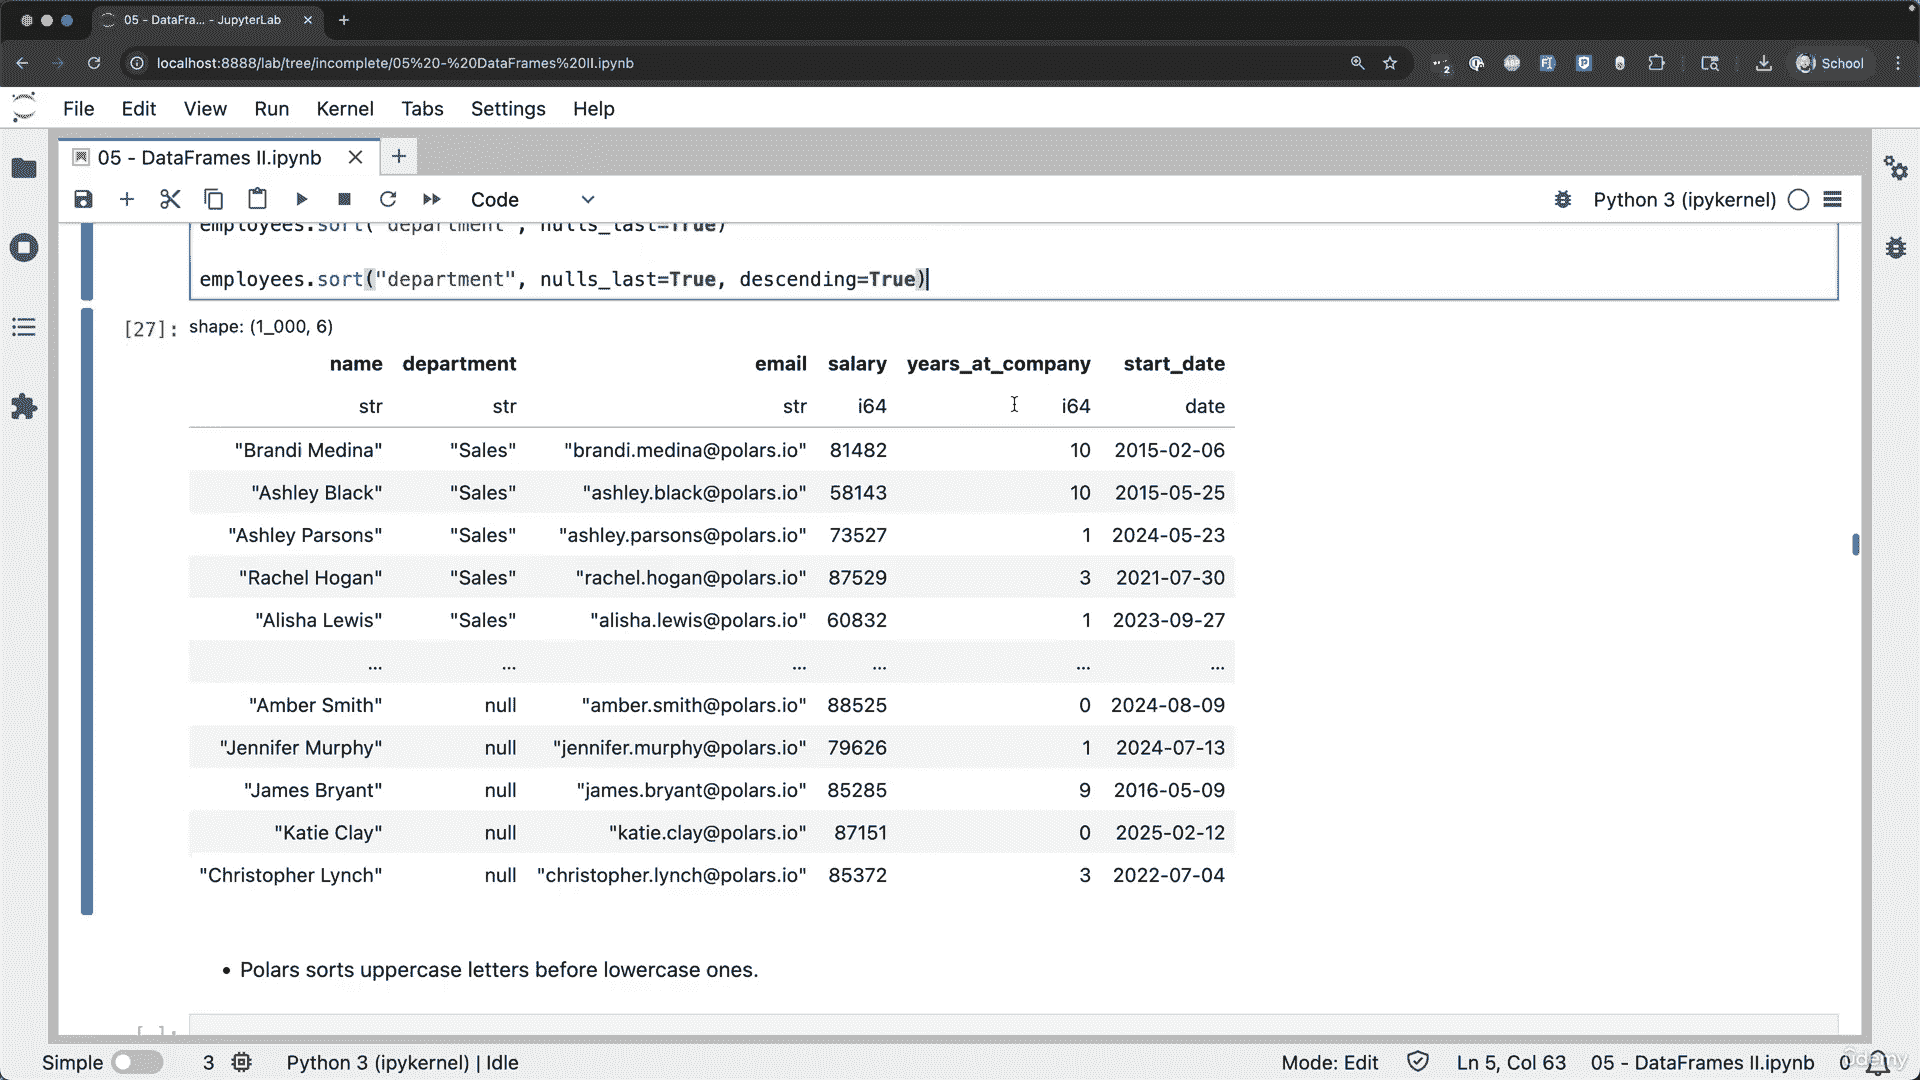 05 - DataFra... - JupyterLab
localhost:8888/lab/tree/incomplete/05%20-%20DataFrames%20II.ipynb
2
ABP
School
File Edit View Run Kernel Tabs Settings Help
05 - DataFrames II.ipynb
Code
Python 3 (ipykernel)
employees.sort("department", nulls_last=True)
employees.sort("department", nulls_last=True, descending=True)
[27]: shape: (1_000, 6)
name department email salary years_at_company start_date
str str str i64 i64 date
"Brandi Medina" "Sales" "brandi.medina@polars.io" 81482 10 2015-02-06
"Ashley Black" "Sales" "ashley.black@polars.io" 58143 10 2015-05-25
"Ashley Parsons" "Sales" "ashley.parsons@polars.io" 73527 1 2024-05-23
"Rachel Hogan" "Sales" "rachel.hogan@polars.io" 87529 3 2021-07-30
"Alisha Lewis" "Sales" "alisha.lewis@polars.io" 60832 1 2023-09-27
... ... ... ... ... ...
"Amber Smith" null "amber.smith@polars.io" 88525 0 2024-08-09
"Jennifer Murphy" null "jennifer.murphy@polars.io" 79626 1 2024-07-13
"James Bryant" null "james.bryant@polars.io" 85285 9 2016-05-09
"Katie Clay" null "katie.clay@polars.io" 87151 0 2025-02-12
"Christopher Lynch" null "christopher.lynch@polars.io" 85372 3 2022-07-04
• Polars sorts uppercase letters before lowercase ones.
[ ]:
Simple 3 Python 3 (ipykernel) | Idle Mode: Edit Ln 5, Col 63 05 - DataFrames II.ipynb 0
Udemy